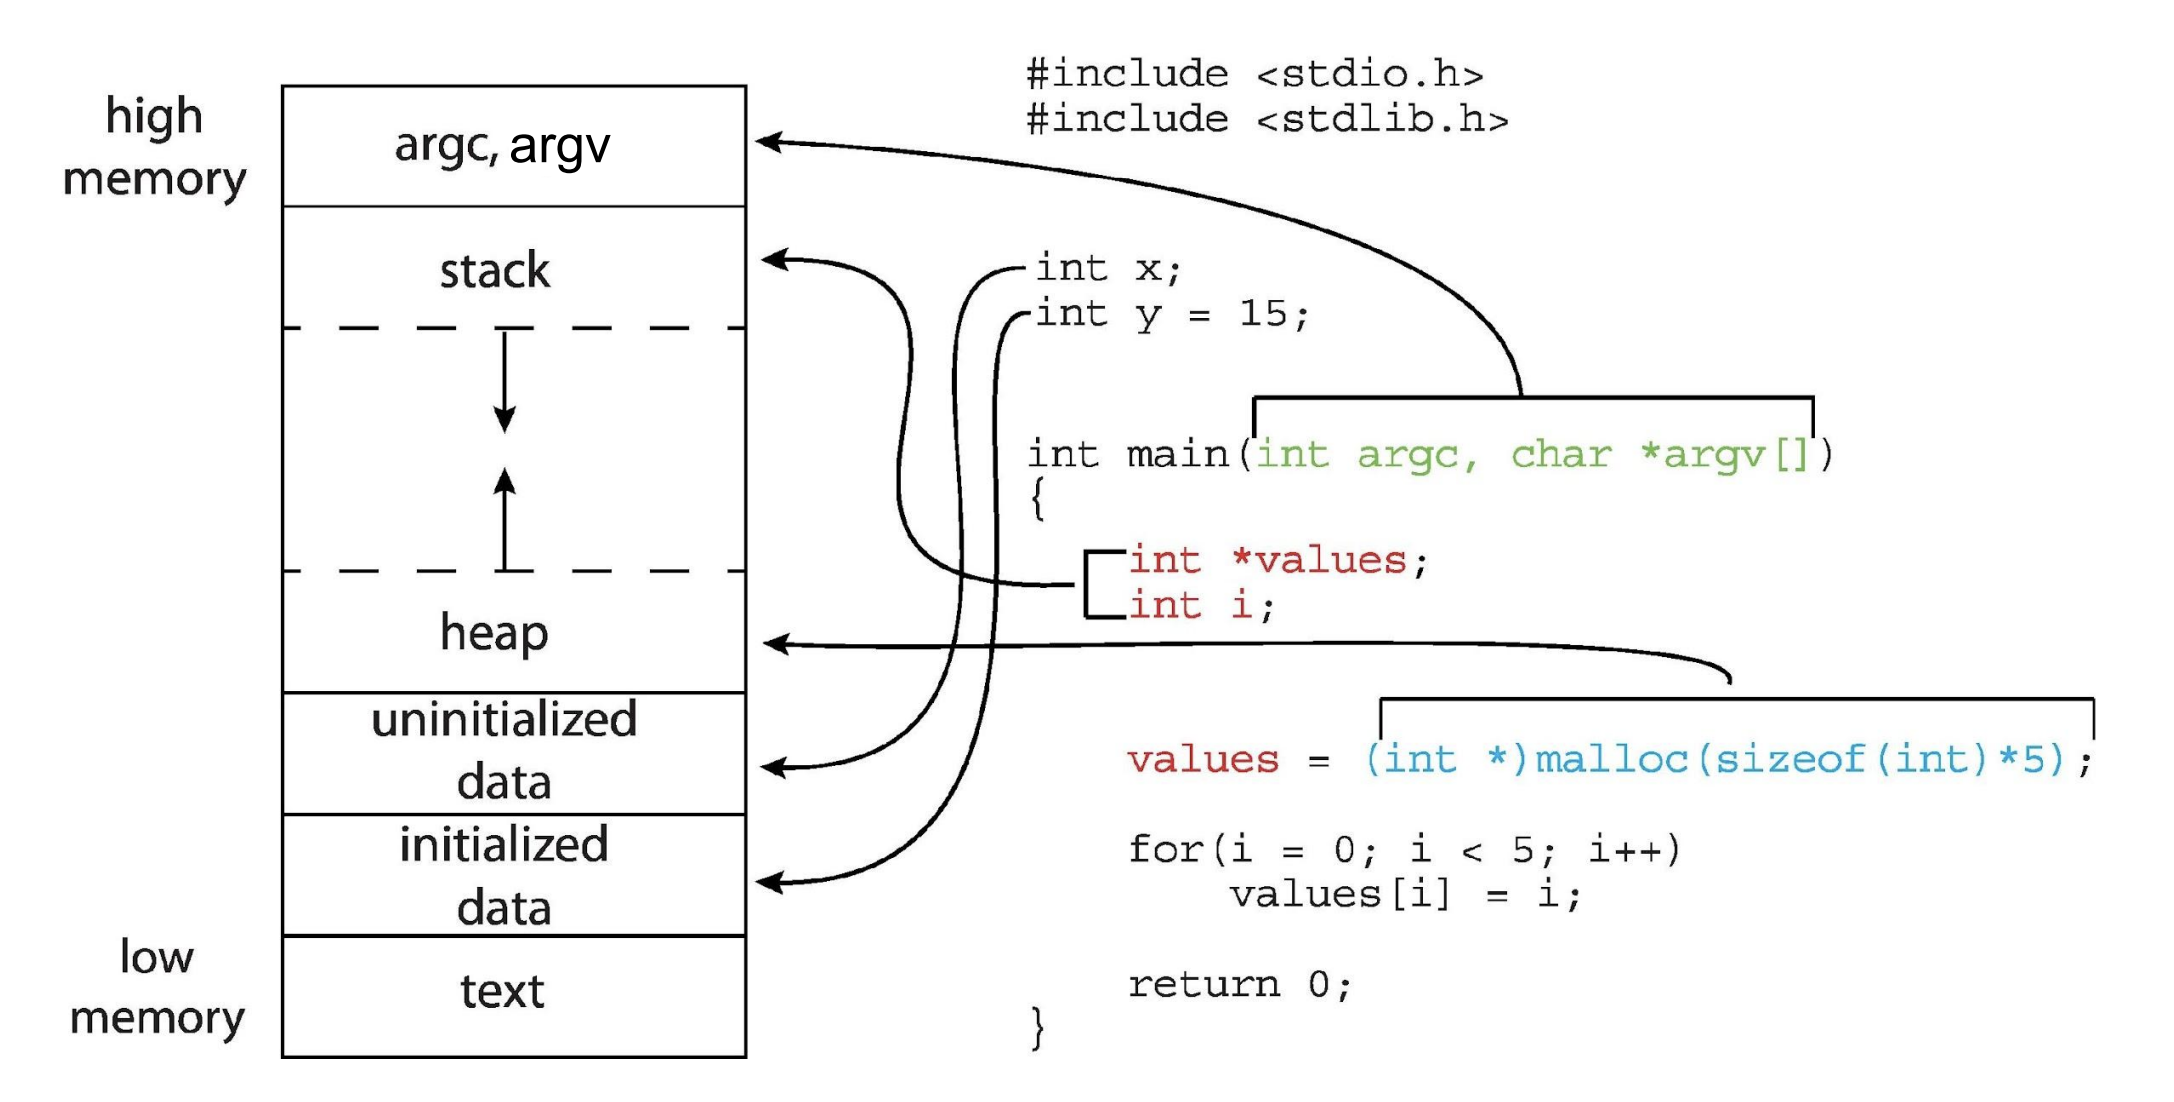 high
memory
argc, argv
stack
heap
uninitialized
data
initialized
data
low
memory
text
#include <stdio.h>
#include <stdlib.h>
int x;
int y = 15;
int main(int argc, char *argv[])
{
int *values;
int i;
values = (int *)malloc(sizeof(int)*5);
for(i = 0; i < 5; i++)
values[i] = i;
return 0;
}